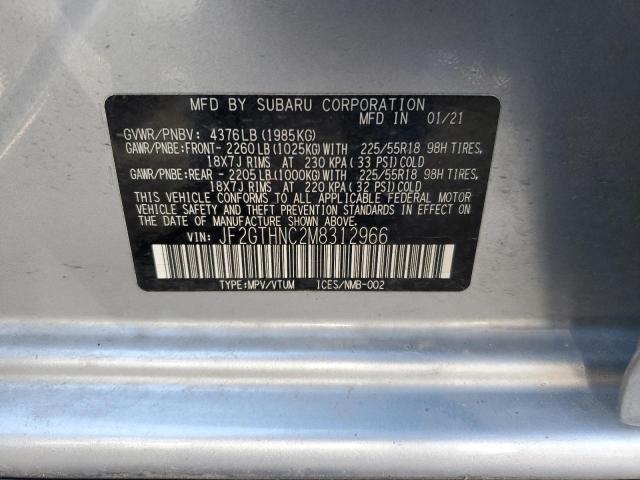 MFD BY SUBARU CORPORATION
MFD IN 01/21
GVWR/PNBV: 4376LB(1985KG)
GAWR/PNBE:FRONT- 2260LB(1025KG)WITH 225/55R18 98H TIRES,
18X7J RIMS AT 230 KPA(33 PSI)COLD
GAWR/PNBE:REAR - 2205LB(1000KG)WITH 225/55R18 98H TIRES,
18X7J RIMS AT 220 KPA(32 PSI)COLD
THIS VEHICLE CONFORMS TO ALL APPLICABLE FEDERAL MOTOR
VEHICLE SAFETY AND THEFT PREVENTION STANDARDS IN EFFECT
ON THE DATE OF MANUFACTURE SHOWN ABOVE.
VIN: JF2GTHNC2M8312966
TYPE:MPV/VTUM ICES/NMB-002